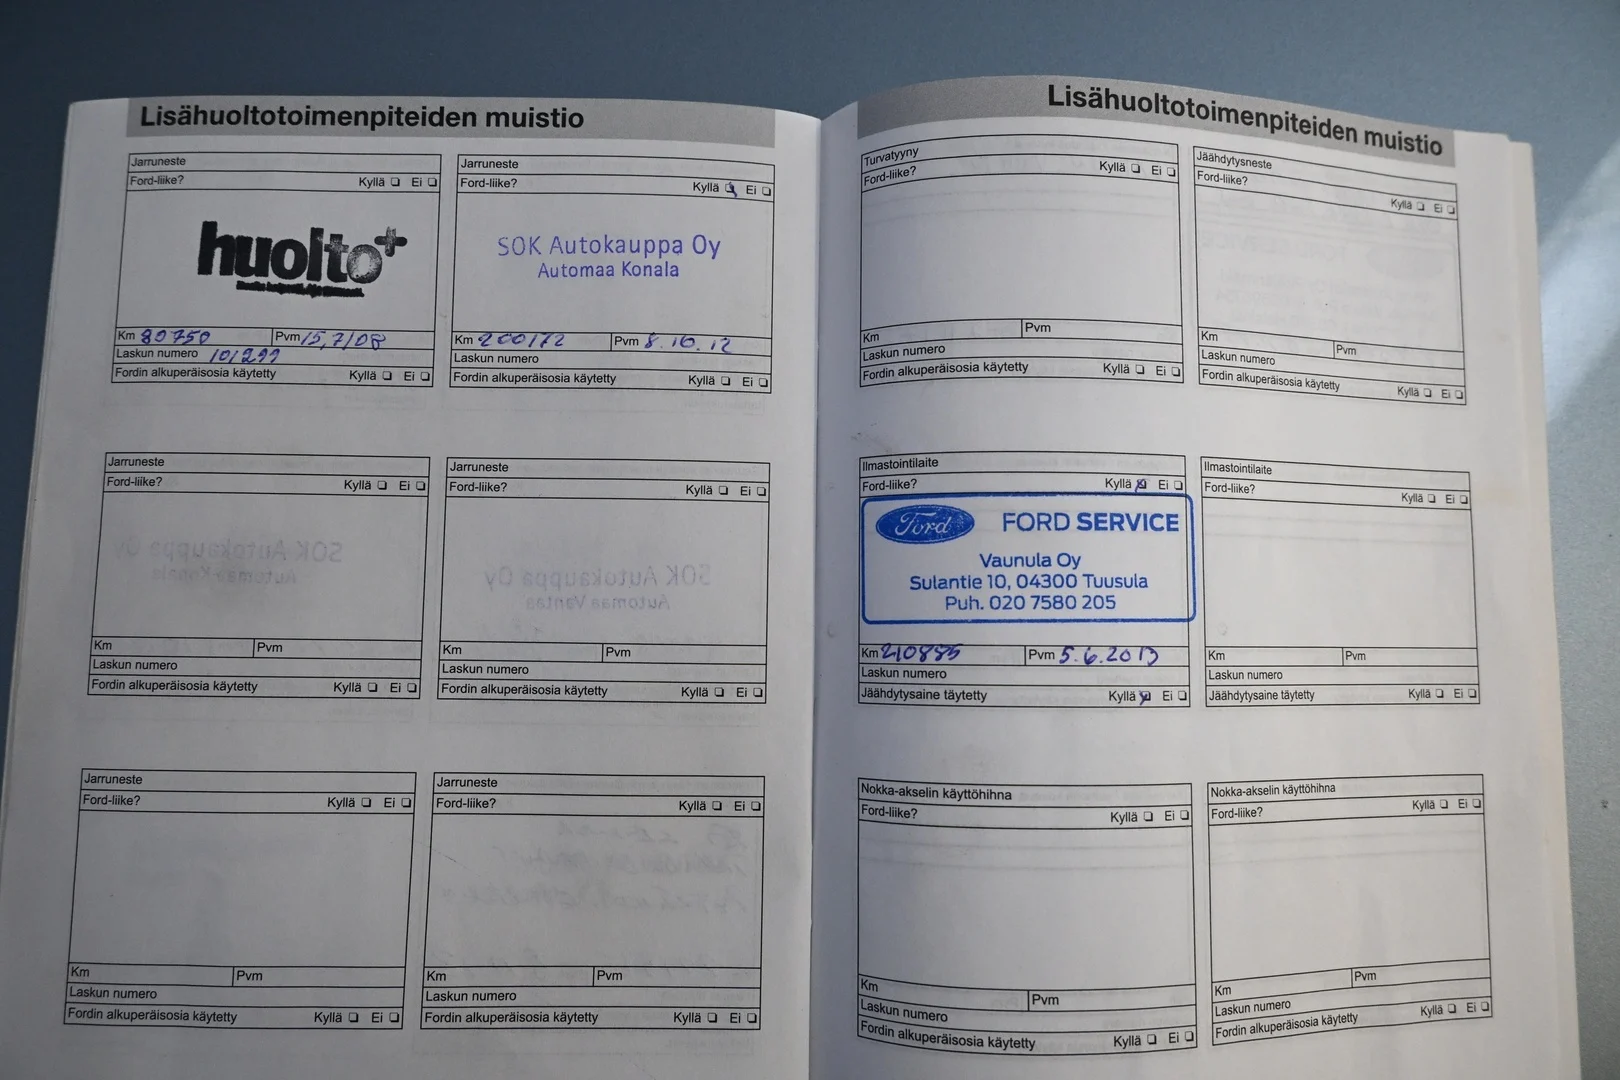 Lisähuoltotoimenpiteiden muistio
Jarruneste
Ford-liike? Kyllä Ei
huolto+
Km 89750 Pvm 15,7/08
Laskun numero 101299
Fordin alkuperäisosia käytetty Kyllä Ei
Jarruneste
Ford-liike? Kyllä Ei
SOK Autokauppa Oy
Automaa Konala
Km 200172 Pvm 8.10.12
Laskun numero
Fordin alkuperäisosia käytetty Kyllä Ei
Jarruneste
Ford-liike? Kyllä Ei
Km Pvm
Laskun numero
Fordin alkuperäisosia käytetty Kyllä Ei
Jarruneste
Ford-liike? Kyllä Ei
Km Pvm
Laskun numero
Fordin alkuperäisosia käytetty Kyllä Ei
Jarruneste
Ford-liike? Kyllä Ei
Km Pvm
Laskun numero
Fordin alkuperäisosia käytetty Kyllä Ei
Jarruneste
Ford-liike? Kyllä Ei
Km Pvm
Laskun numero
Fordin alkuperäisosia käytetty Kyllä Ei
Lisähuoltotoimenpiteiden muistio
Turvatyyny
Ford-liike? Kyllä Ei
Km Pvm
Laskun numero
Fordin alkuperäisosia käytetty Kyllä Ei
Jäähdytysneste
Ford-liike?
Kyllä Ei
Km Pvm
Laskun numero
Fordin alkuperäisosia käytetty Kyllä Ei
Ilmastointilaite
Ford-liike? Kyllä Ei
Ford FORD SERVICE
Vaunula Oy
Sulantie 10, 04300 Tuusula
Puh. 020 7580 205
Km 210885 Pvm 5.6.2013
Laskun numero
Jäähdytysaine täytetty Kyllä Ei
Ilmastointilaite
Ford-liike? Kyllä Ei
Km Pvm
Laskun numero
Jäähdytysaine täytetty Kyllä Ei
Nokka-akselin käyttöhihna
Ford-liike? Kyllä Ei
Km Pvm
Laskun numero
Fordin alkuperäisosia käytetty Kyllä Ei
Nokka-akselin käyttöhihna
Ford-liike? Kyllä Ei
Km Pvm
Laskun numero
Fordin alkuperäisosia käytetty Kyllä Ei